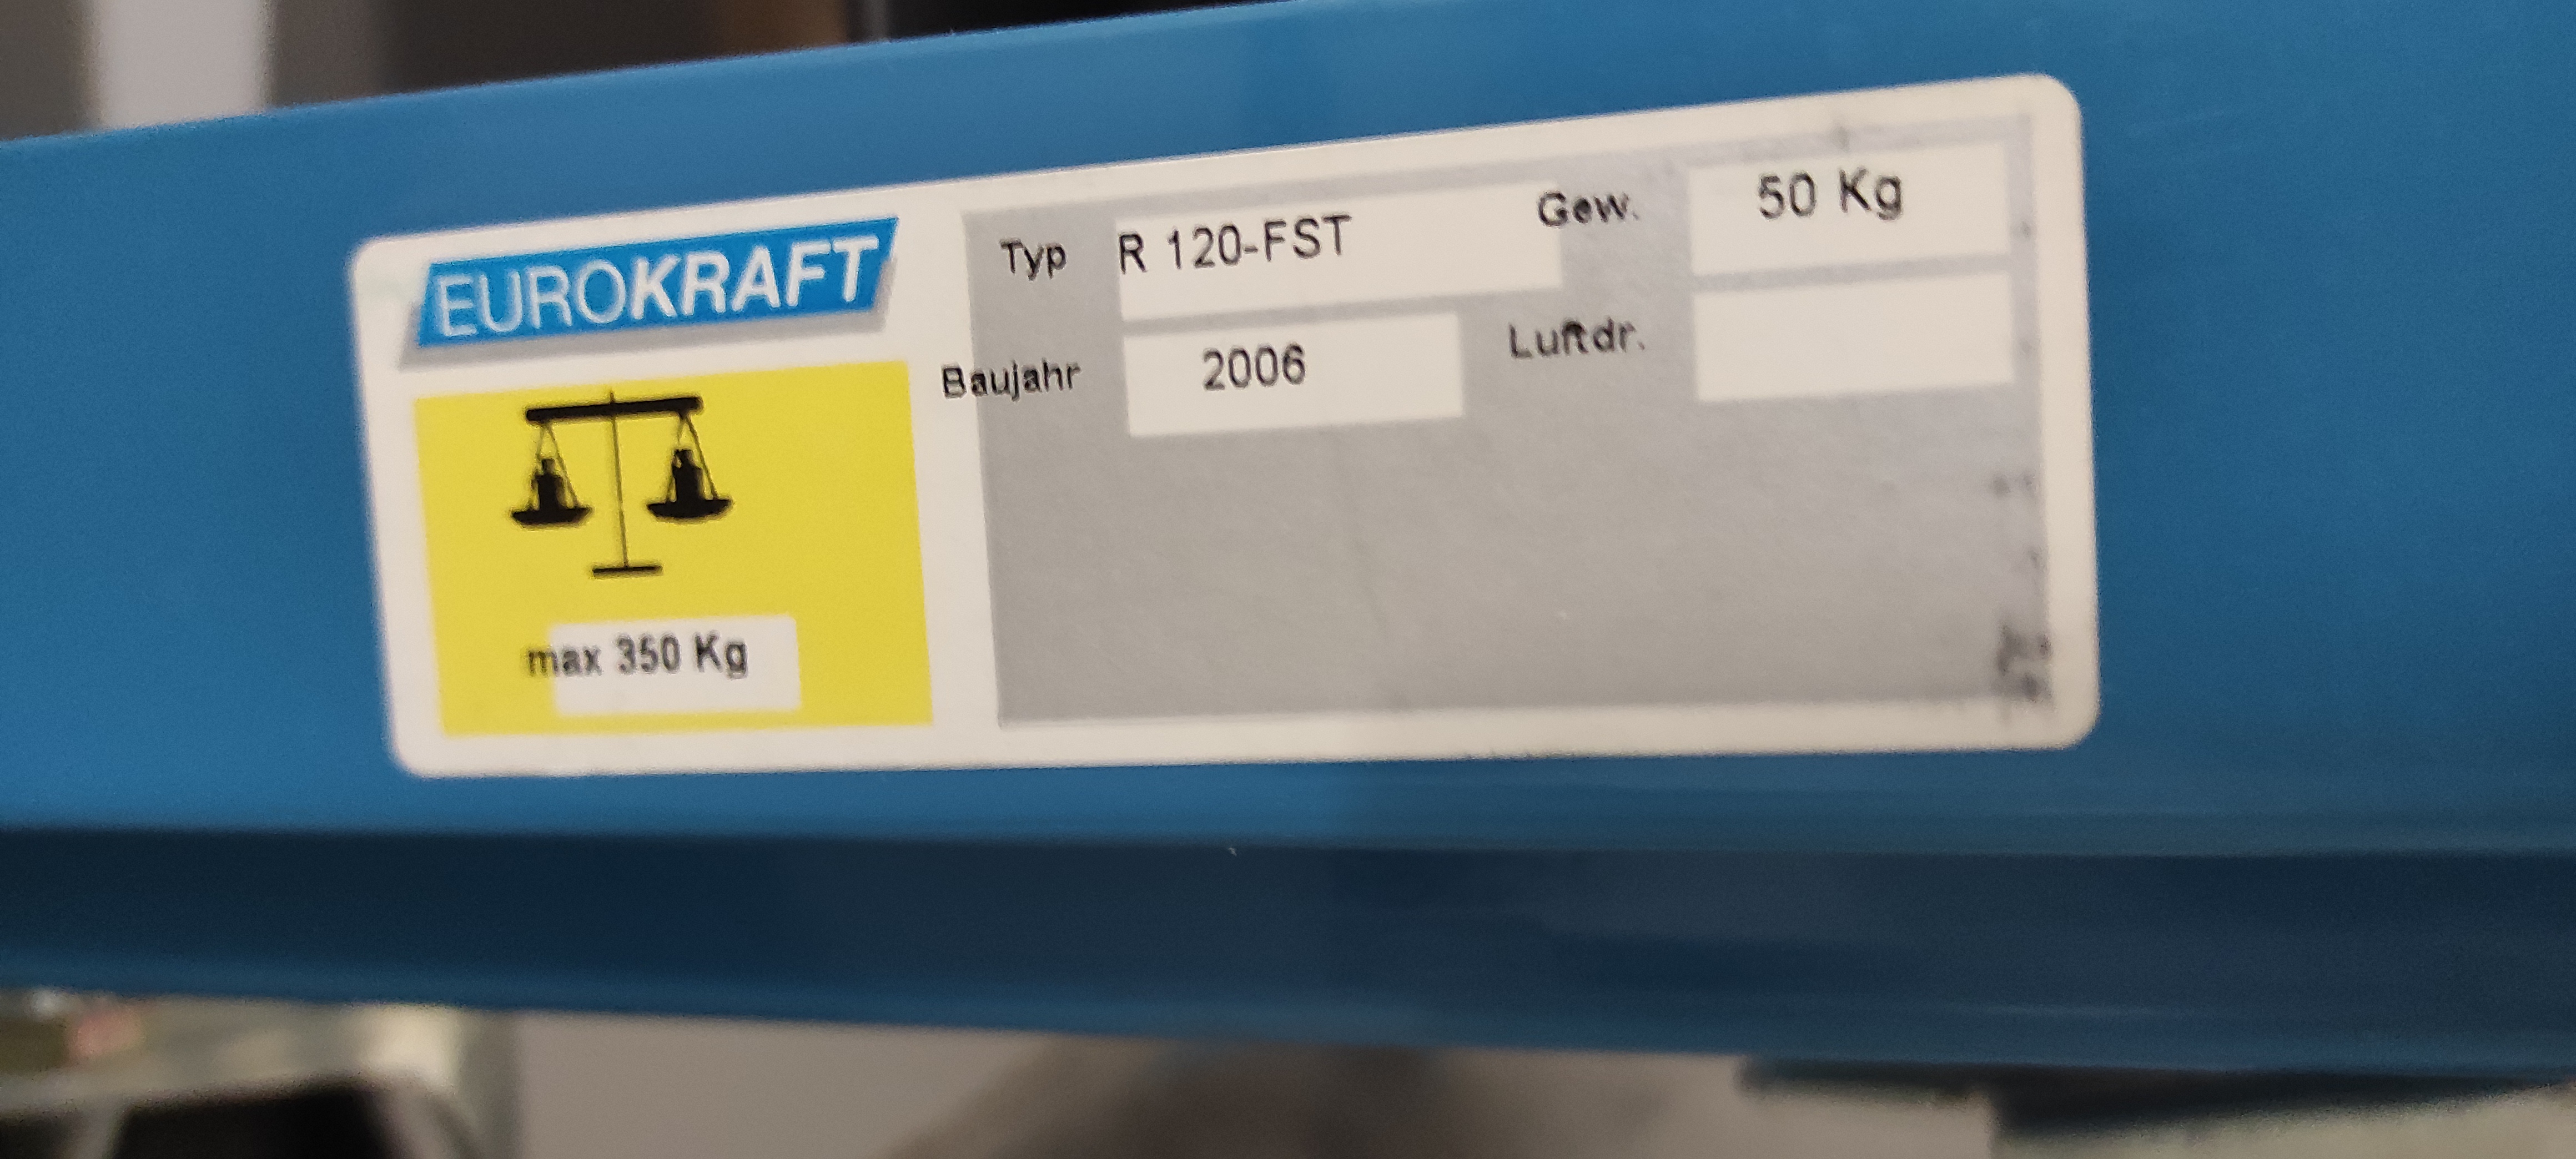 EUROKRAFT
Typ R 120-FST Gew. 50 Kg
Baujahr 2006 Luftdr.
max 350 Kg